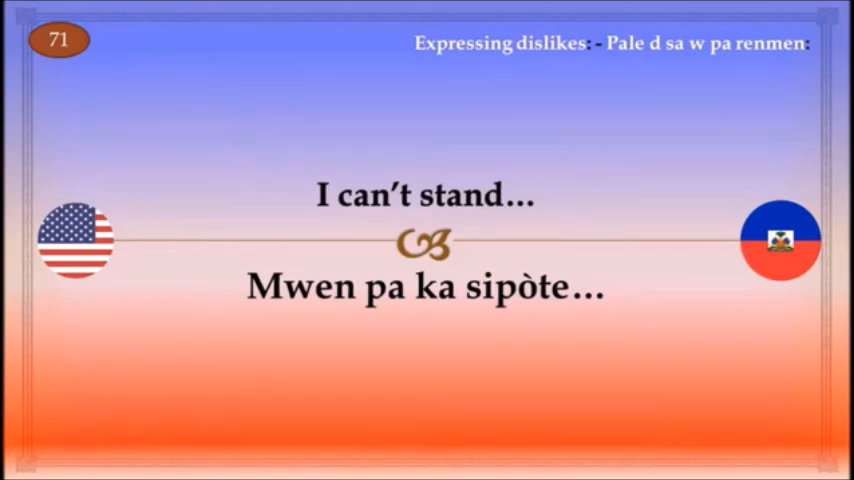 71
Expressing dislikes: - Pale d sa w pa renmen:
I can’t stand…
Mwen pa ka sipòte…